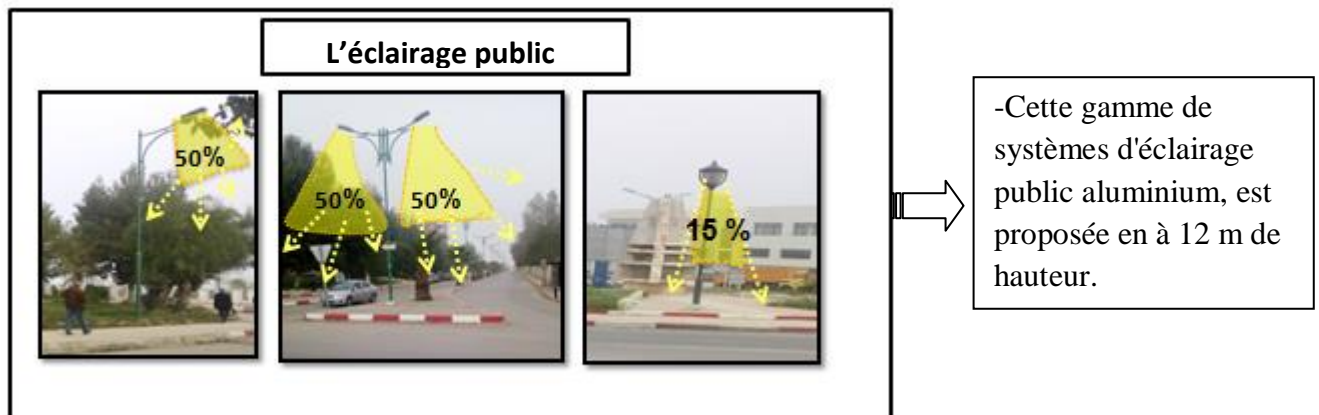 L'éclairage public
50%
50%
50%
15 %
-Cette gamme de
systèmes d'éclairage
public aluminium, est
proposée en à 12 m de
hauteur.